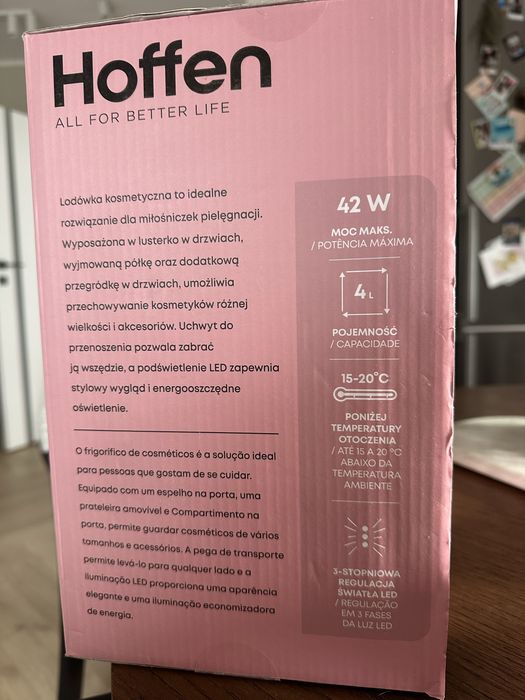 Hoffen
ALL FOR BETTER LIFE
Lodówka kosmetyczna to idealne
rozwiązanie dla miłośniczek pielęgnacji.
Wyposażona w lusterko w drzwiach,
wyjmowaną półkę oraz dodatkową
przegródkę w drzwiach, umożliwia
przechowywanie kosmetyków różnej
wielkości i akcesoriów. Uchwyt do
przenoszenia pozwala zabrać
ją wszędzie, a podświetlenie LED zapewnia
stylowy wygląd i energooszczędne
oświetlenie.
O frigorífico de cosméticos é a solução ideal
para pessoas que gostam de se cuidar.
Equipado com um espelho na porta, uma
prateleira amovível e Compartimento na
porta, permite guardar cosméticos de vários
tamanhos e acessórios. A pega de transporte
permite levá-lo para qualquer lado e a
iluminação LED proporciona uma aparência
elegante e uma iluminação economizadora
de energia.
42 W
MOC MAKS.
/ POTÊNCIA MÁXIMA
4 L
POJEMNOŚĆ
/ CAPACIDADE
15-20°C
PONIŻEJ
TEMPERATURY
OTOCZENIA
/ ATÉ 15 A 20 °C
ABAIXO DA
TEMPERATURA
AMBIENTE
3-STOPNIOWA
REGULACJA
ŚWIATŁA LED
/ REGULAÇÃO
EM 3 FASES
DA LUZ LED